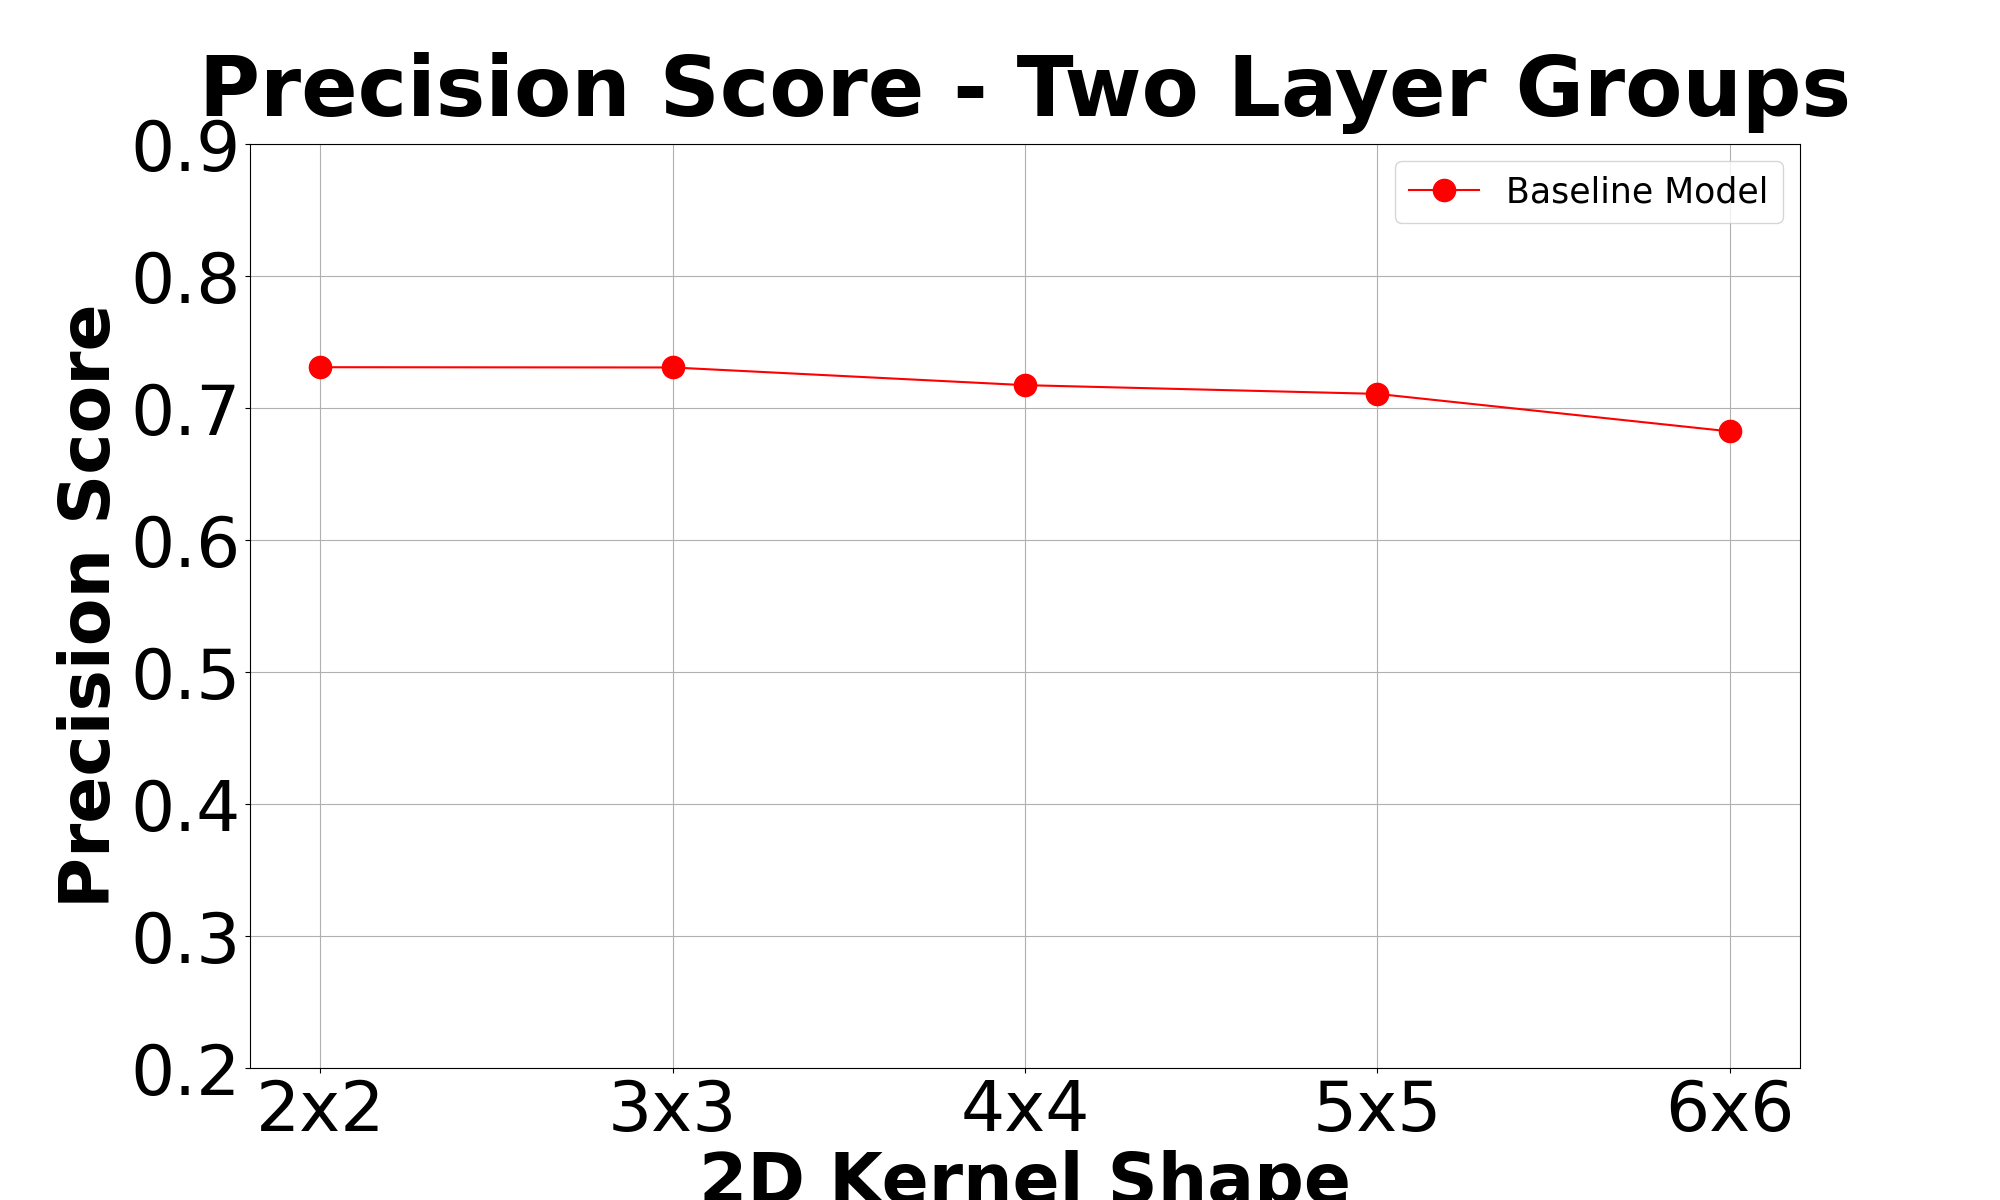 Precision Score - Two Layer Groups
Baseline Model
Precision Score
0.9
0.8
0.7
0.6
0.5
0.4
0.3
0.2
2x2 3x3 4x4 5x5 6x6
2D Kernel Shape